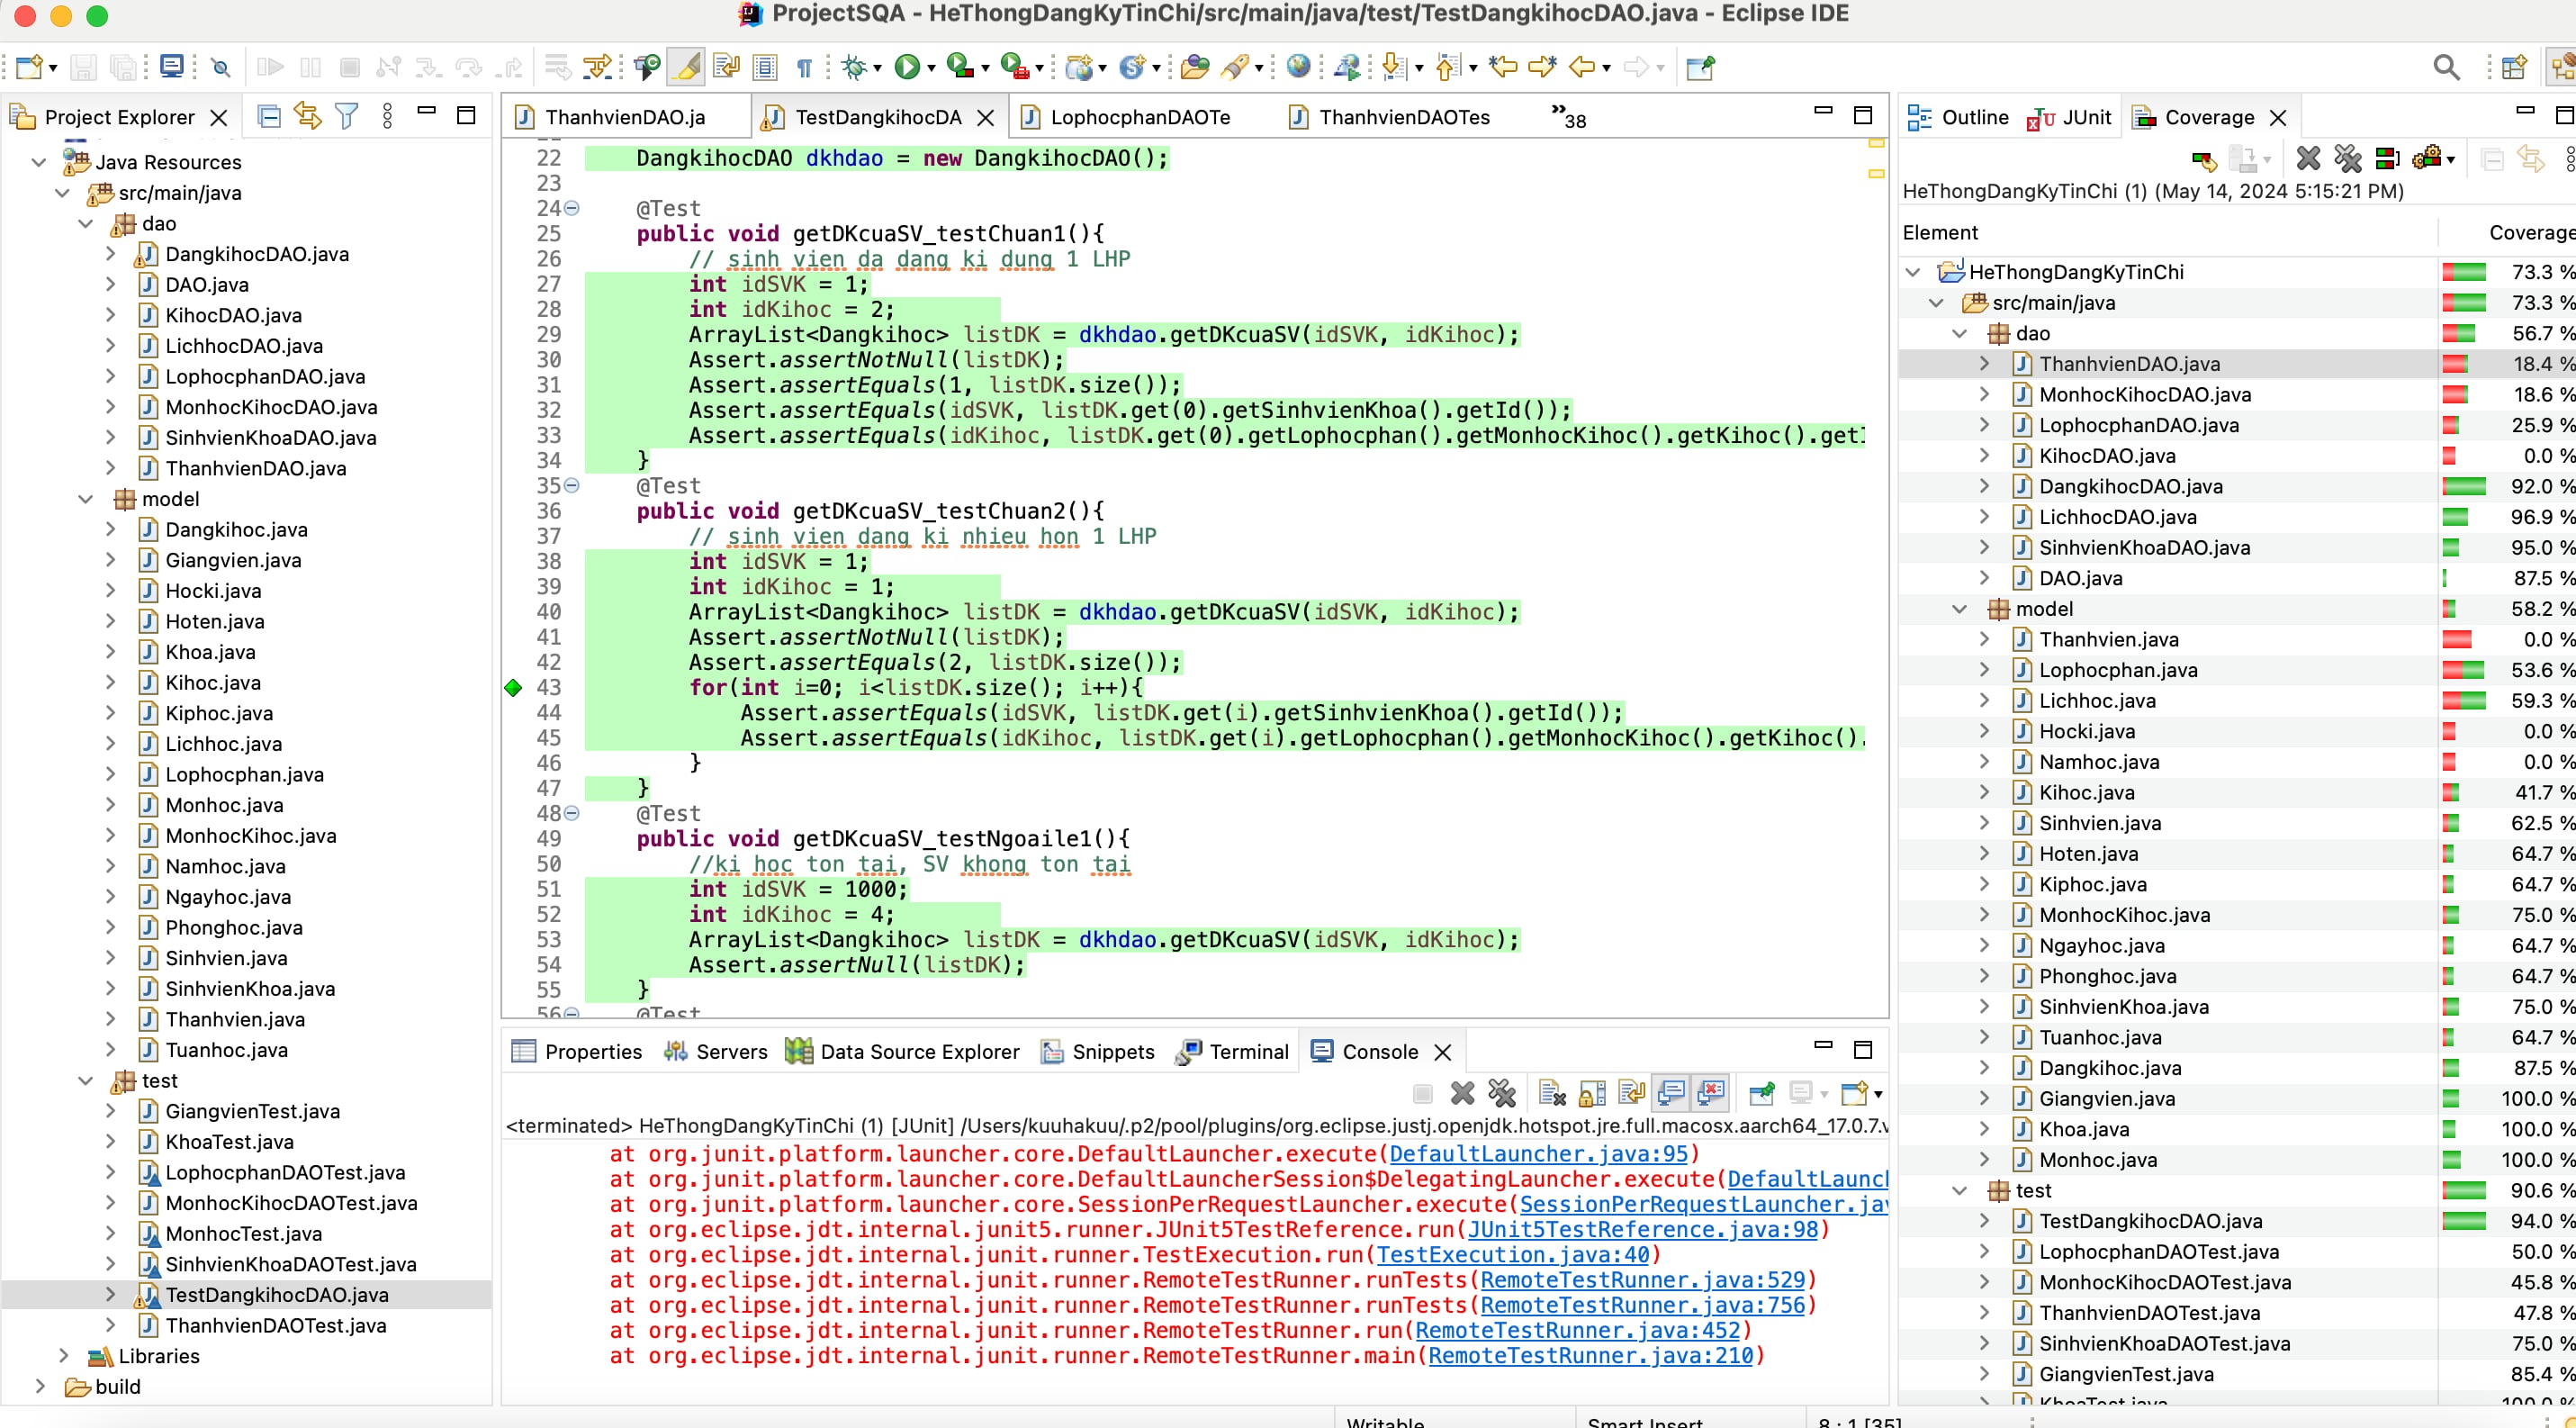 ProjectSQA - HeThongDangKyTinChi/src/main/java/test/TestDangkihocDAO.java - Eclipse IDE
Project Explorer
Java Resources
src/main/java
dao
DangkihocDAO.java
DAO.java
KihocDAO.java
LichhocDAO.java
LophocphanDAO.java
MonhocKihocDAO.java
SinhvienKhoaDAO.java
ThanhvienDAO.java
model
Dangkihoc.java
Giangvien.java
Hocki.java
Hoten.java
Khoa.java
Kihoc.java
Kiphoc.java
Lichhoc.java
Lophocphan.java
Monhoc.java
MonhocKihoc.java
Namhoc.java
Ngayhoc.java
Phonghoc.java
Sinhvien.java
SinhvienKhoa.java
Thanhvien.java
Tuanhoc.java
test
GiangvienTest.java
KhoaTest.java
LophocphanDAOTest.java
MonhocKihocDAOTest.java
MonhocTest.java
SinhvienKhoaDAOTest.java
TestDangkihocDAO.java
ThanhvienDAOTest.java
Libraries
build
ThanhvienDAO.ja TestDangkihocDA LophocphanDAOTe ThanhvienDAOTes »38
22 DangkihocDAO dkhdao = new DangkihocDAO();
23
24 @Test
25 public void getDKcuaSV_testChuan1(){
26 // sinh vien da dang ki dung 1 LHP
27 int idSVK = 1;
28 int idKihoc = 2;
29 ArrayList<Dangkihoc> listDK = dkhdao.getDKcuaSV(idSVK, idKihoc);
30 Assert.assertNotNull(listDK);
31 Assert.assertEquals(1, listDK.size());
32 Assert.assertEquals(idSVK, listDK.get(0).getSinhvienKhoa().getId());
33 Assert.assertEquals(idKihoc, listDK.get(0).getLophocphan().getMonhocKihoc().getKihoc().getI
34 }
35 @Test
36 public void getDKcuaSV_testChuan2(){
37 // sinh vien dang ki nhieu hon 1 LHP
38 int idSVK = 1;
39 int idKihoc = 1;
40 ArrayList<Dangkihoc> listDK = dkhdao.getDKcuaSV(idSVK, idKihoc);
41 Assert.assertNotNull(listDK);
42 Assert.assertEquals(2, listDK.size());
43 for(int i=0; i<listDK.size(); i++){
44 Assert.assertEquals(idSVK, listDK.get(i).getSinhvienKhoa().getId());
45 Assert.assertEquals(idKihoc, listDK.get(i).getLophocphan().getMonhocKihoc().getKihoc().
46 }
47 }
48 @Test
49 public void getDKcuaSV_testNgoaile1(){
50 //ki hoc ton tai, SV khong ton tai
51 int idSVK = 1000;
52 int idKihoc = 4;
53 ArrayList<Dangkihoc> listDK = dkhdao.getDKcuaSV(idSVK, idKihoc);
54 Assert.assertNull(listDK);
55 }
56 @Test
Properties Servers Data Source Explorer Snippets Terminal Console
<terminated> HeThongDangKyTinChi (1) [JUnit] /Users/kuuhakuu/.p2/pool/plugins/org.eclipse.justj.openjdk.hotspot.jre.full.macosx.aarch64_17.0.7.v
at org.junit.platform.launcher.core.DefaultLauncher.execute(DefaultLauncher.java:95)
at org.junit.platform.launcher.core.DefaultLauncherSession$DelegatingLauncher.execute(DefaultLauncl
at org.junit.platform.launcher.core.SessionPerRequestLauncher.execute(SessionPerRequestLauncher.jav
at org.eclipse.jdt.internal.junit5.runner.JUnit5TestReference.run(JUnit5TestReference.java:98)
at org.eclipse.jdt.internal.junit.runner.TestExecution.run(TestExecution.java:40)
at org.eclipse.jdt.internal.junit.runner.RemoteTestRunner.runTests(RemoteTestRunner.java:529)
at org.eclipse.jdt.internal.junit.runner.RemoteTestRunner.runTests(RemoteTestRunner.java:756)
at org.eclipse.jdt.internal.junit.runner.RemoteTestRunner.run(RemoteTestRunner.java:452)
at org.eclipse.jdt.internal.junit.runner.RemoteTestRunner.main(RemoteTestRunner.java:210)
Outline JUnit Coverage
HeThongDangKyTinChi (1) (May 14, 2024 5:15:21 PM)
Element Coverage
HeThongDangKyTinChi 73.3 %
src/main/java 73.3 %
dao 56.7 %
ThanhvienDAO.java 18.4 %
MonhocKihocDAO.java 18.6 %
LophocphanDAO.java 25.9 %
KihocDAO.java 0.0 %
DangkihocDAO.java 92.0 %
LichhocDAO.java 96.9 %
SinhvienKhoaDAO.java 95.0 %
DAO.java 87.5 %
model 58.2 %
Thanhvien.java 0.0 %
Lophocphan.java 53.6 %
Lichhoc.java 59.3 %
Hocki.java 0.0 %
Namhoc.java 0.0 %
Kihoc.java 41.7 %
Sinhvien.java 62.5 %
Hoten.java 64.7 %
Kiphoc.java 64.7 %
MonhocKihoc.java 75.0 %
Ngayhoc.java 64.7 %
Phonghoc.java 64.7 %
SinhvienKhoa.java 75.0 %
Tuanhoc.java 64.7 %
Dangkihoc.java 87.5 %
Giangvien.java 100.0 %
Khoa.java 100.0 %
Monhoc.java 100.0 %
test 90.6 %
TestDangkihocDAO.java 94.0 %
LophocphanDAOTest.java 50.0 %
MonhocKihocDAOTest.java 45.8 %
ThanhvienDAOTest.java 47.8 %
SinhvienKhoaDAOTest.java 75.0 %
GiangvienTest.java 85.4 %
KhoaTest.java 100.0 %
Writable Smart Insert 8 : 1 [35]